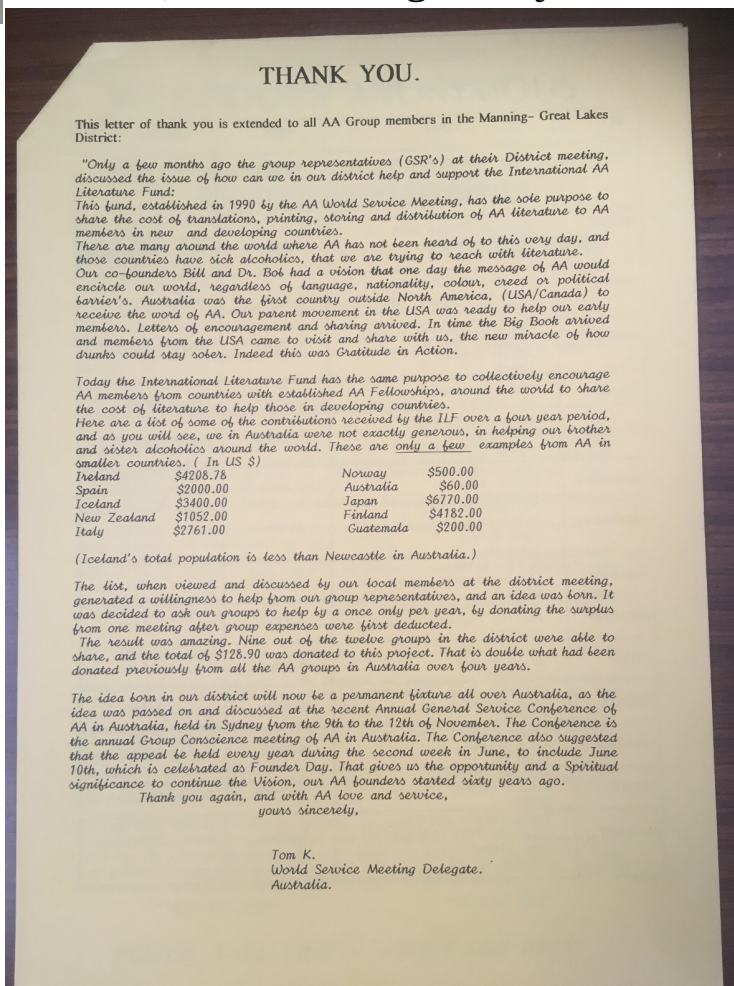 THANK YOU.
This letter of thank you is extended to all AA Group members in the Manning- Great Lakes
District:
"Only a few months ago the group representatives (GSR's) at their District meeting,
discussed the issue of how can we in our district help and support the International AA
Literature Fund:
This fund, established in 1990 by the AA World Service Meeting, has the sole purpose to
share the cost of translations, printing, storing and distribution of AA literature to AA
members in new and developing countries.
There are many around the world where AA has not been heard of to this very day, and
those countries have sick alcoholics, that we are trying to reach with literature.
Our co-founders Bill and Dr. Bob had a vision that one day the message of AA would
encircle our world, regardless of language, nationality, colour, creed or political
barrier's. Australia was the first country outside North America, (USA/Canada) to
receive the word of AA. Our parent movement in the USA was ready to help our early
members. Letters of encouragement and sharing arrived. In time the Big Book arrived
and members from the USA came to visit and share with us, the new miracle of how
drunks could stay sober. Indeed this was Gratitude in Action.
Today the International Literature Fund has the same purpose to collectively encourage
AA members from countries with established AA Fellowships, around the world to share
the cost of literature to help those in developing countries.
Here are a list of some of the contributions received by the ILF over a four year period,
and as you will see, we in Australia were not exactly generous, in helping our brother
and sister alcoholics around the world. These are only a few examples from AA in
smaller countries. ( In US $)
Ireland $4208.78 Norway $500.00
Spain $2000.00 Australia $60.00
Iceland $3400.00 Japan $6770.00
New Zealand $1052.00 Finland $4182.00
Italy $2761.00 Guatemala $200.00
(Iceland's total population is less than Newcastle in Australia.)
The list, when viewed and discussed by our local members at the district meeting,
generated a willingness to help from our group representatives, and an idea was born. It
was decided to ask our groups to help by a once only per year, by donating the surplus
from one meeting after group expenses were first deducted.
The result was amazing. Nine out of the twelve groups in the district were able to
share, and the total of $128.90 was donated to this project. That is double what had been
donated previously from all the AA groups in Australia over four years.
The idea born in our district will now be a permanent fixture all over Australia, as the
idea was passed on and discussed at the recent Annual General Service Conference of
AA in Australia, held in Sydney from the 9th to the 12th of November. The Conference is
the annual Group Conscience meeting of AA in Australia. The Conference also suggested
that the appeal be held every year during the second week in June, to include June
10th, which is celebrated as Founder Day. That gives us the opportunity and a Spiritual
significance to continue the Vision, our AA founders started sixty years ago.
Thank you again, and with AA love and service,
yours sincerely,
Tom K.
World Service Meeting Delegate.
Australia.